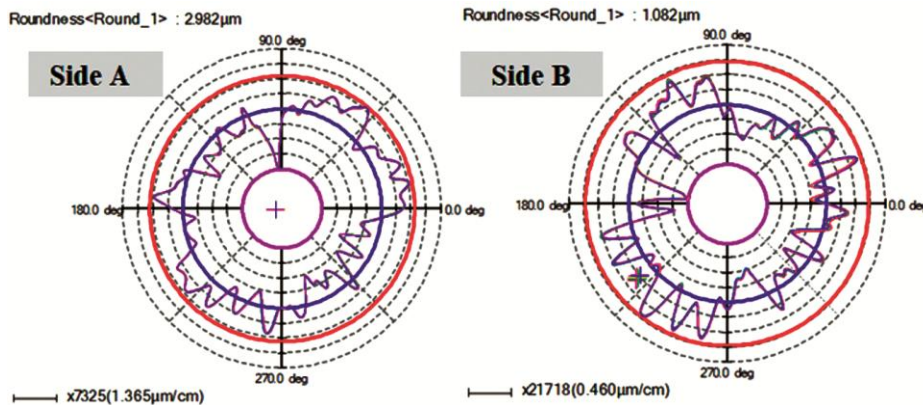 Roundness<Round_1> : 2.982µm
Side A
90.0 deg
180.0 deg
0.0 deg
270.0 deg
x7325(1.365µm/cm)
Roundness<Round_1> : 1.082µm
Side B
90.0 deg
180.0 deg
0.0 deg
270.0 deg
x21718(0.460µm/cm)